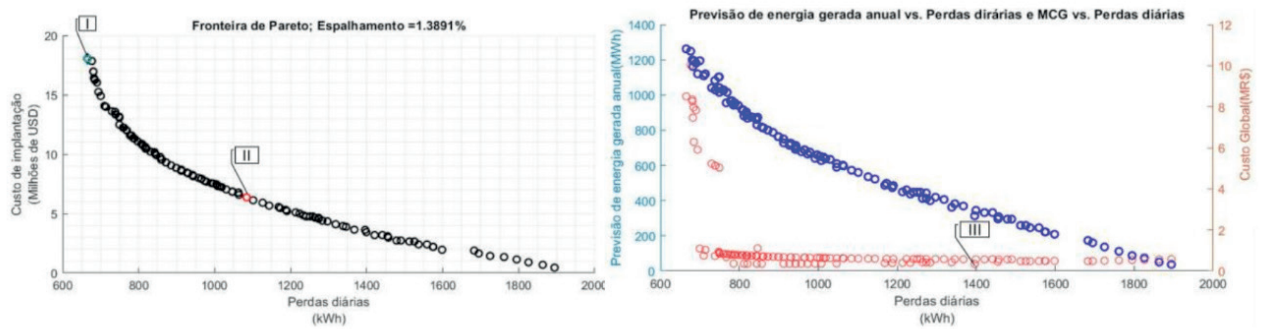 Fronteira de Pareto; Espalhamento =1.3891%
I
20
15
10
5
0
Custo de implantação
(Milhões de USD)
II
600 800 1000 1200 1400 1600 1800 2000
Perdas diárias
(kWh)
Previsão de energia gerada anual vs. Perdas dirárias e MCG vs. Perdas diárias
1400
1200
1000
800
600
400
200
0
Previsão de energia gerada anual(MWh)
III
12
10
8
6
4
2
0
Custo Global(MR$)
600 800 1000 1200 1400 1600 1800 2000
Perdas diárias
(kWh)